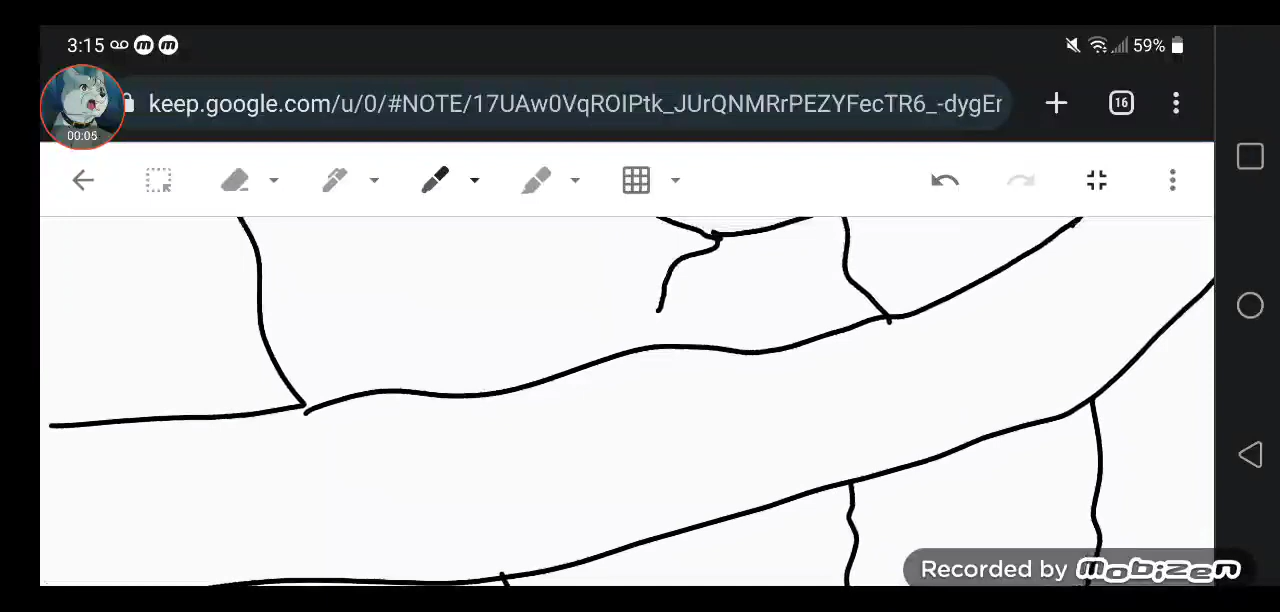 3:15 59%
keep.google.com/u/0/#NOTE/17UAw0VqROIPtk_JUrQNMRrPEZYFecTR6_-dygEr
16
00:05
Recorded by mobizen